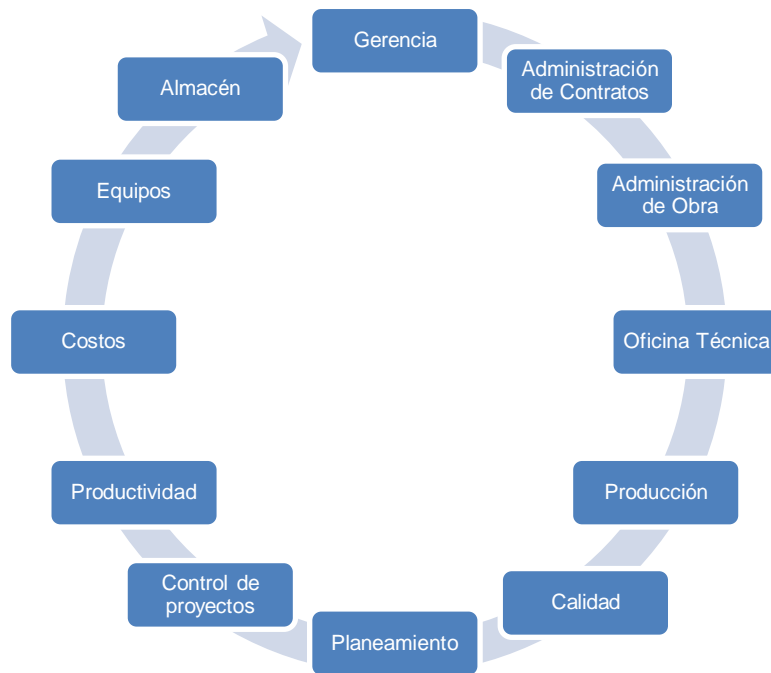 Gerencia
Administración
de Contratos
Administración
de Obra
Oficina Técnica
Producción
Calidad
Planeamiento
Control de
proyectos
Productividad
Costos
Equipos
Almacén